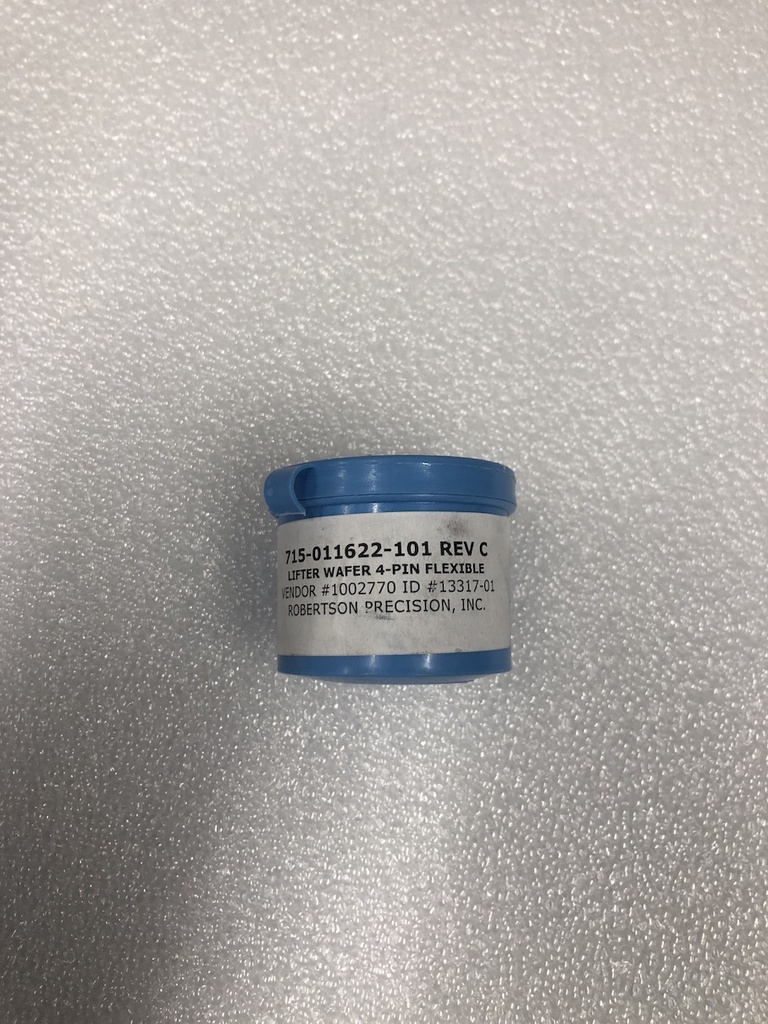 715-011622-101 REV C
LIFTER WAFER 4-PIN FLEXIBLE
VENDOR #1002770 ID #13317-01
ROBERTSON PRECISION, INC.